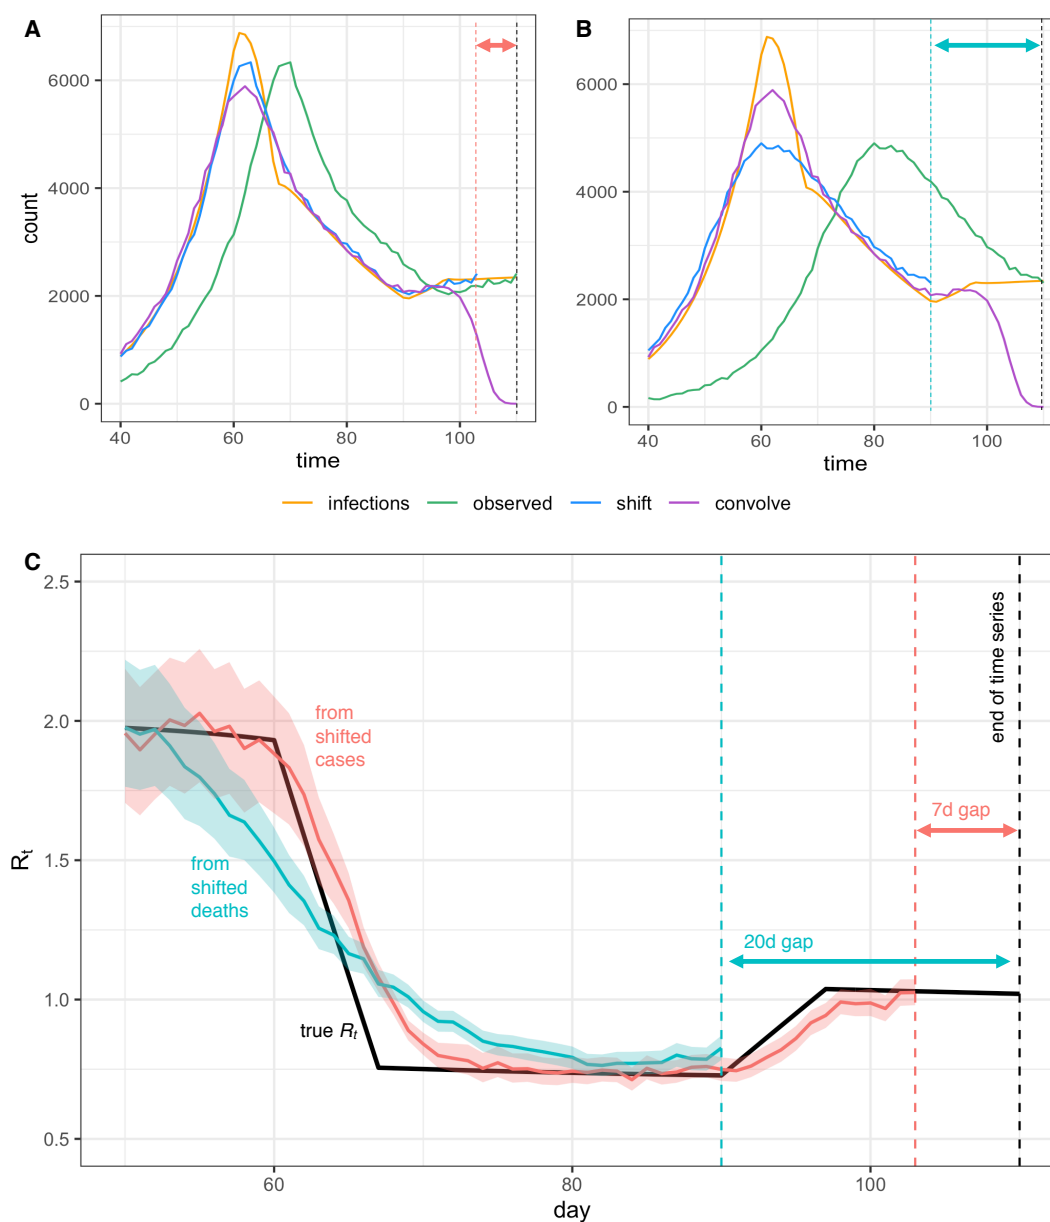 A
B
6000
4000
2000
0
count
40 60 80 100
time
6000
4000
2000
0
40 60 80 100
time
infections observed shift convolve
C
2.5
2.0
1.5
1.0
0.5
Rt
from
shifted
cases
from
shifted
deaths
true Rt
20d gap
7d gap
end of time series
60 80 100
day